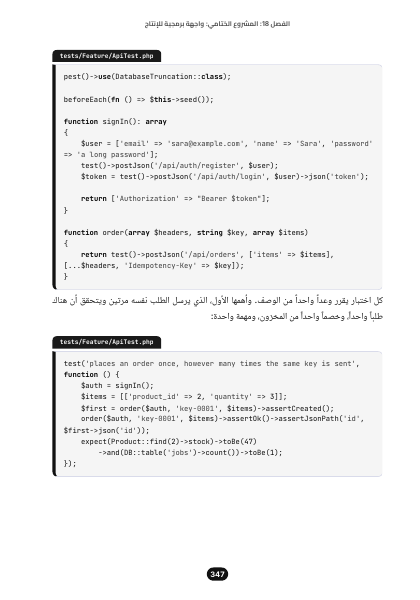 الفصل 18: المشروع الختامي: واجهة برمجية للإنتاج
tests/Feature/ApiTest.php
pest()->use(DatabaseTruncation::class);
beforeEach(fn () => $this->seed());
function signIn(): array
{
    $user = ['email' => 'sara@example.com', 'name' => 'Sara', 'password'
=> 'a long password'];
    test()->postJson('/api/auth/register', $user);
    $token = test()->postJson('/api/auth/login', $user)->json('token');
    return ['Authorization' => "Bearer $token"];
}
function order(array $headers, string $key, array $items)
{
    return test()->postJson('/api/orders', ['items' => $items],
[...$headers, 'Idempotency-Key' => $key]);
}
كل اختبار يقرر وعداً واحداً من الوصف. وأهمها الأول، الذي يرسل الطلب نفسه مرتين ويتحقق أن هناك
طلباً واحداً، وخصماً واحداً من المخزون، ومهمة واحدة:
tests/Feature/ApiTest.php
test('places an order once, however many times the same key is sent',
function () {
    $auth = signIn();
    $items = [['product_id' => 2, 'quantity' => 3]];
    $first = order($auth, 'key-0001', $items)->assertCreated();
    order($auth, 'key-0001', $items)->assertOk()->assertJsonPath('id',
$first->json('id'));
    expect(Product::find(2)->stock)->toBe(47)
        ->and(DB::table('jobs')->count())->toBe(1);
});
347